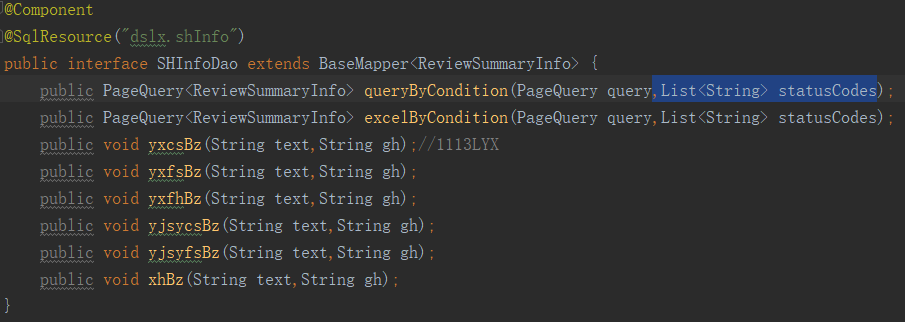 @Component
@SqlResource("dslx.shInfo")
public interface SHInfoDao extends BaseMapper<ReviewSummaryInfo> {
    public PageQuery<ReviewSummaryInfo> queryByCondition(PageQuery query,List<String> statusCodes);
    public PageQuery<ReviewSummaryInfo> excelByCondition(PageQuery query,List<String> statusCodes);
    public void yxcsBz(String text,String gh);//1113LYX
    public void yxfsBz(String text,String gh);
    public void yxfhBz(String text,String gh);
    public void yjsycsBz(String text,String gh);
    public void yjsyfsBz(String text,String gh);
    public void xhBz(String text,String gh);
}